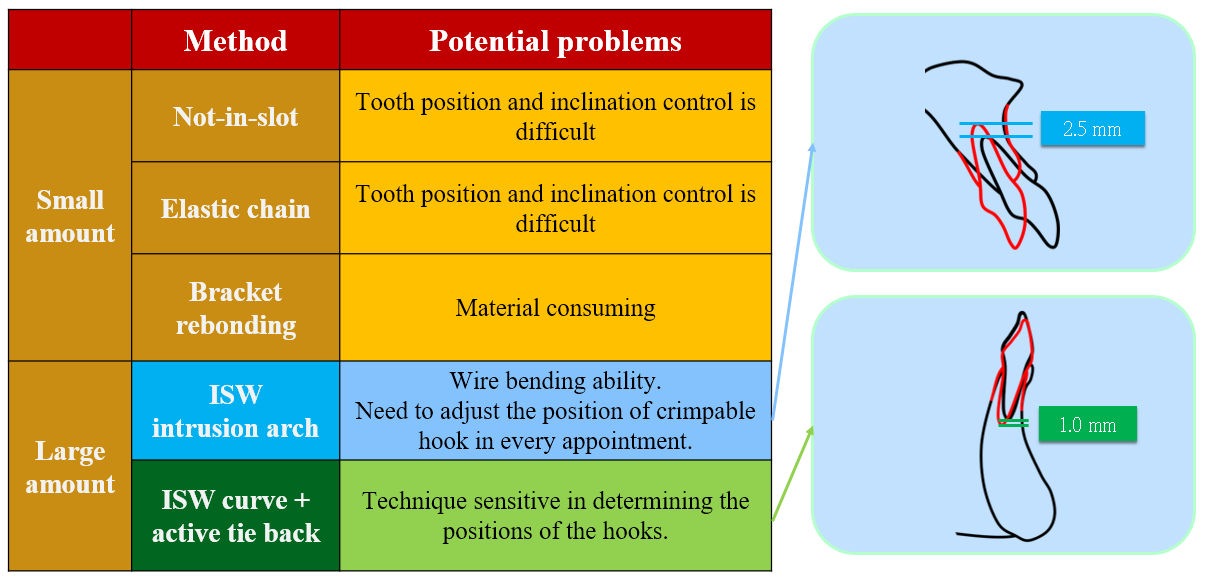 Method
Potential problems
Small
amount
Not-in-slot
Tooth position and inclination control is
difficult
Elastic chain
Tooth position and inclination control is
difficult
Bracket
rebonding
Material consuming
Large
amount
ISW
intrusion arch
Wire bending ability.
Need to adjust the position of crimpable
hook in every appointment.
ISW curve +
active tie back
Technique sensitive in determining the
positions of the hooks.
2.5 mm
1.0 mm